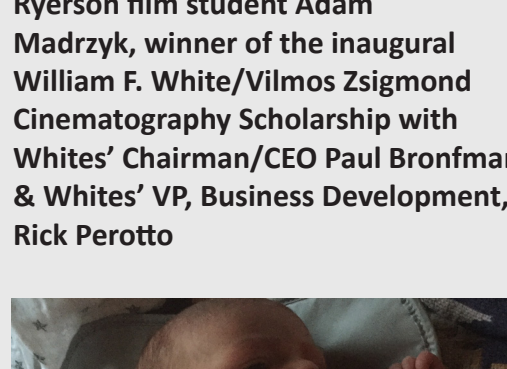 Ryerson film student Adam
Madrzyk, winner of the inaugural
William F. White/Vilmos Zsigmond
Cinematography Scholarship with
Whites’ Chairman/CEO Paul Bronfma
& Whites’ VP, Business Development,
Rick Perotto